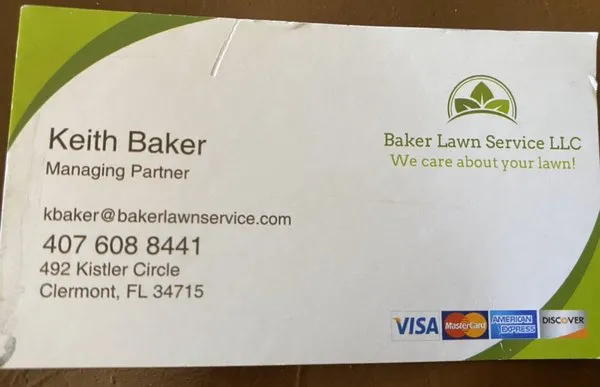 Keith Baker
Managing Partner
kbaker@bakerlawnservice.com
407 608 8441
492 Kistler Circle
Clermont, FL 34715
Baker Lawn Service LLC
We care about your lawn!
VISA
MasterCard
AMERICAN
EXPRESS
DISCOVER